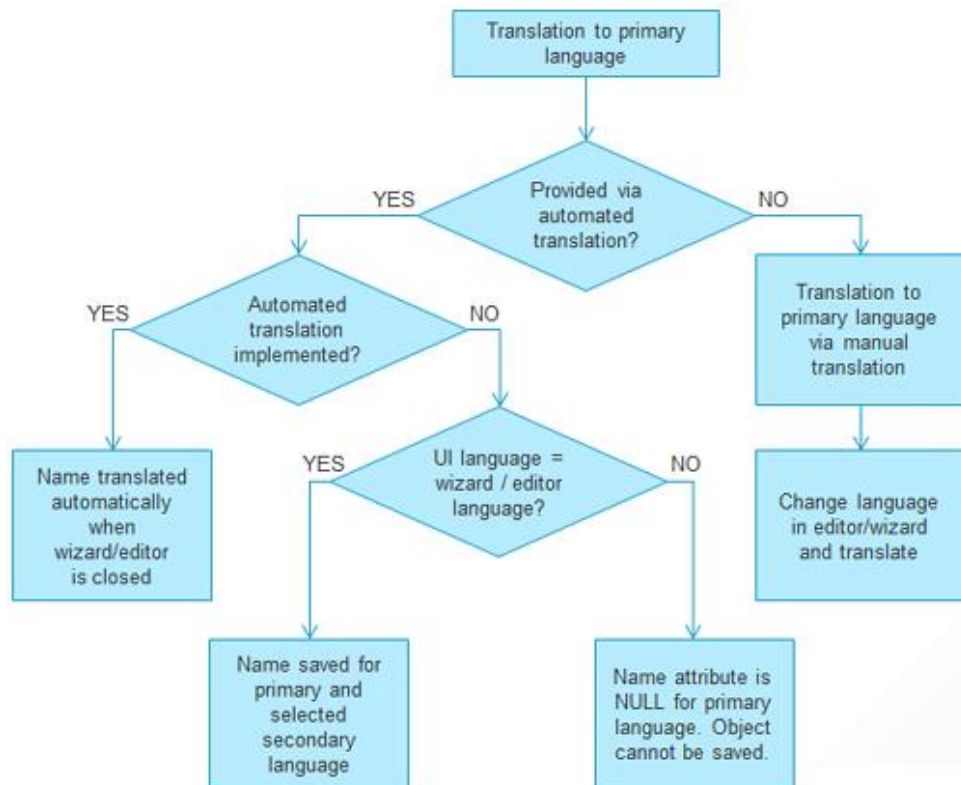 Translation to primary
language
YES
Provided via
automated
translation?
NO
YES
Automated
translation
implemented?
NO
Translation to
primary language
via manual
translation
Name translated
automatically
when
wizard/editor
is closed
YES
UI language =
wizard / editor
language?
NO
Change language
in editor/wizard
and translate
Name saved for
primary and
selected
secondary
language
Name attribute is
NULL for primary
language. Object
cannot be saved.